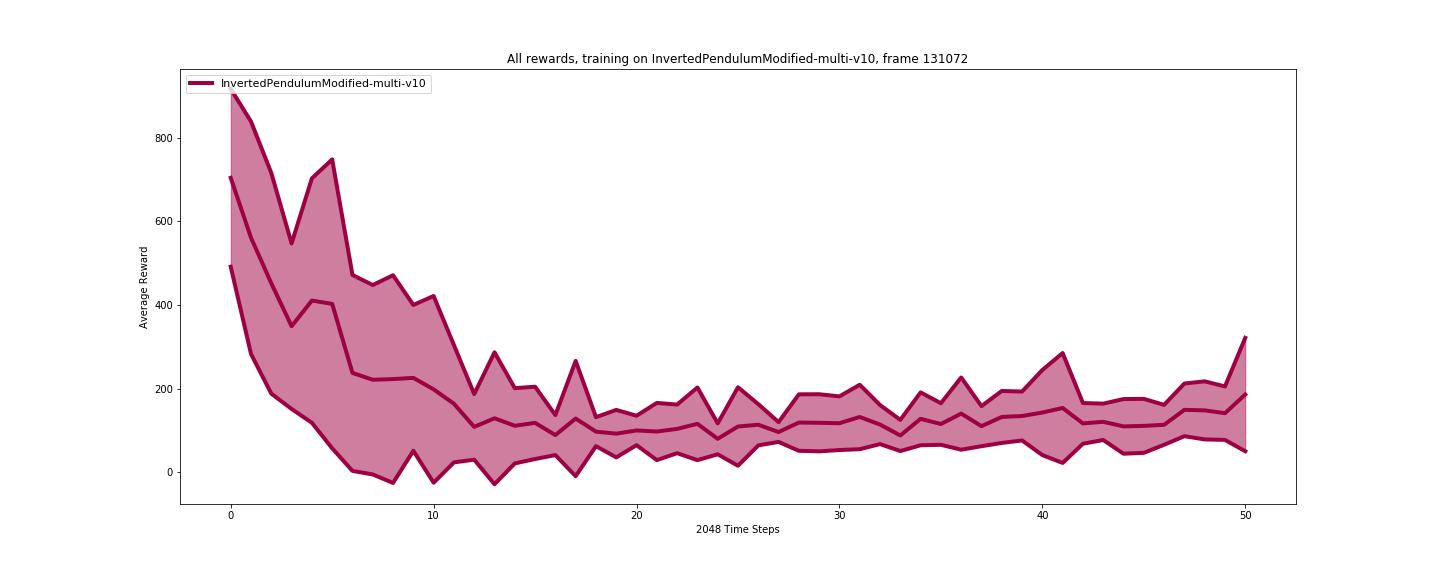 All rewards, training on InvertedPendulumModified-multi-v10, frame 131072
InvertedPendulumModified-multi-v10
800
600
400
200
0
Average Reward
0 10 20 30 40 50
2048 Time Steps